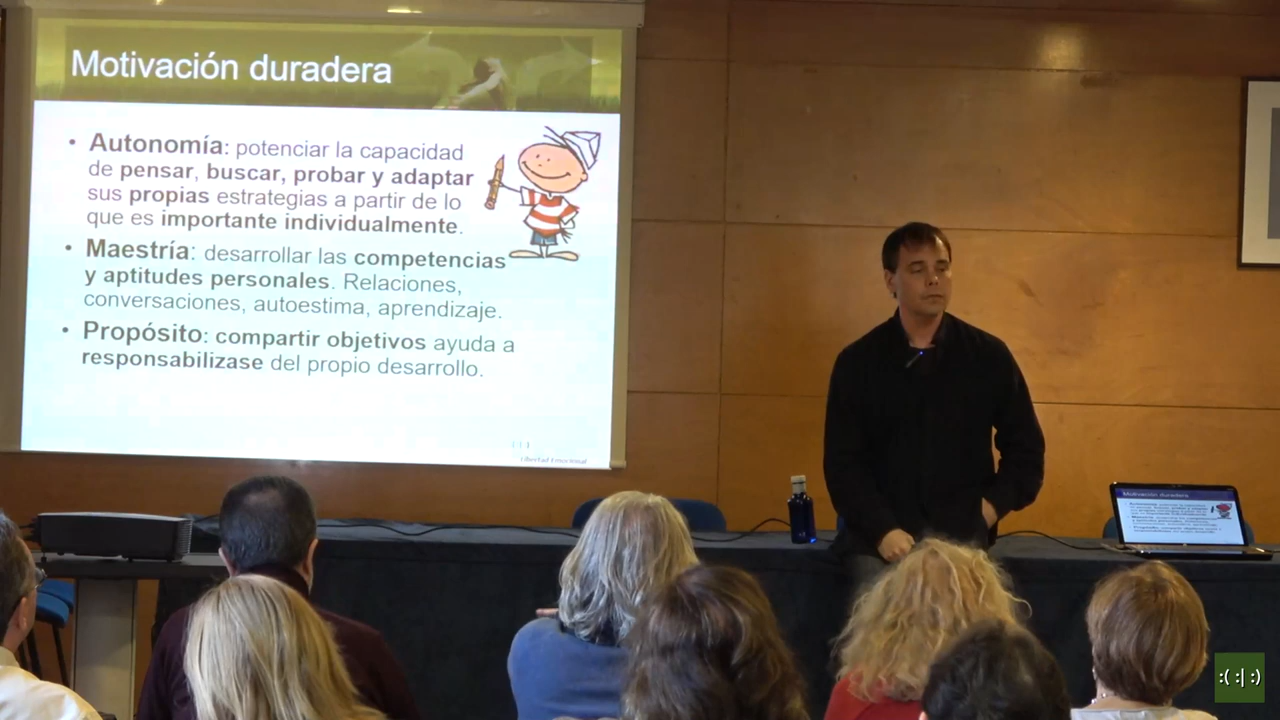 Motivación duradera
• Autonomía: potenciar la capacidad
de pensar, buscar, probar y adaptar
sus propias estrategias a partir de lo
que es importante individualmente.
• Maestría: desarrollar las competencias
y aptitudes personales. Relaciones,
conversaciones, autoestima, aprendizaje.
• Propósito: compartir objetivos ayuda a
responsabilizase del propio desarrollo.
Libertad Emocional
Motivación duradera
:( :| :)